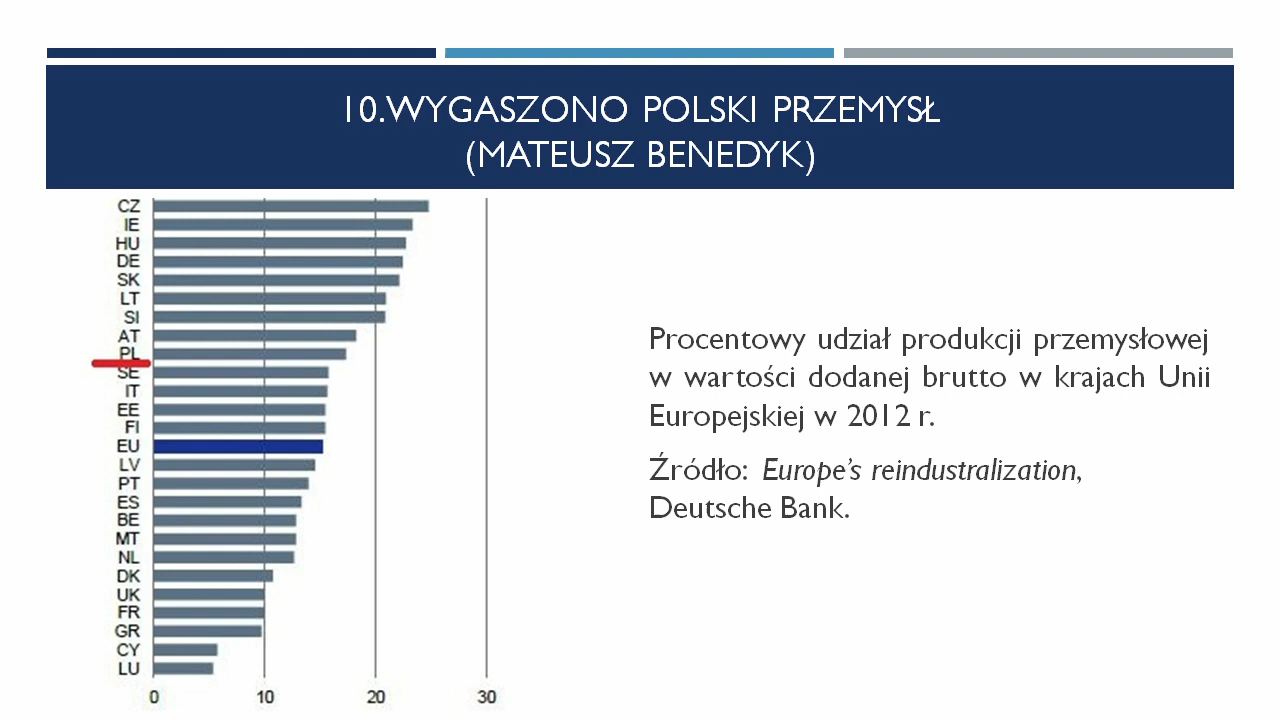 10.WYGASZONO POLSKI PRZEMYSŁ
(MATEUSZ BENEDYK)
CZ
IE
HU
DE
SK
LT
SI
AT
PL
SE
IT
EE
FI
EU
LV
PT
ES
BE
MT
NL
DK
UK
FR
GR
CY
LU
0 10 20 30
Procentowy udział produkcji przemysłowej
w wartości dodanej brutto w krajach Unii
Europejskiej w 2012 r.
Źródło: Europe’s reindustralization,
Deutsche Bank.